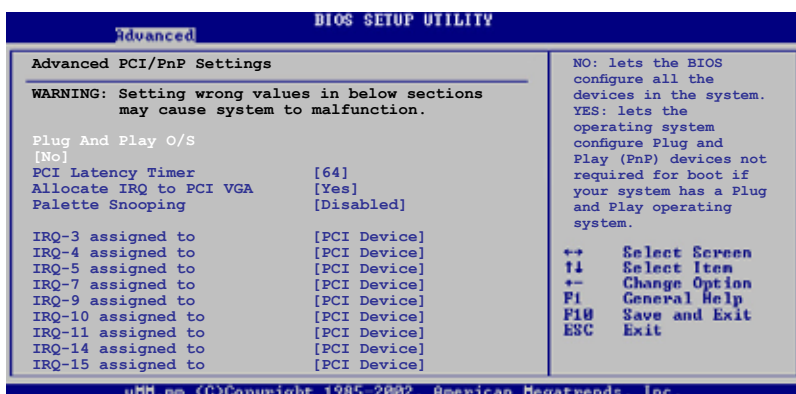 BIOS SETUP UTILITY
Advanced
Advanced PCI/PnP Settings
WARNING: Setting wrong values in below sections
may cause system to malfunction.
Plug And Play O/S
[No]
PCI Latency Timer [64]
Allocate IRQ to PCI VGA [Yes]
Palette Snooping [Disabled]
IRQ-3 assigned to [PCI Device]
IRQ-4 assigned to [PCI Device]
IRQ-5 assigned to [PCI Device]
IRQ-7 assigned to [PCI Device]
IRQ-9 assigned to [PCI Device]
IRQ-10 assigned to [PCI Device]
IRQ-11 assigned to [PCI Device]
IRQ-14 assigned to [PCI Device]
IRQ-15 assigned to [PCI Device]
NO: lets the BIOS
configure all the
devices in the system.
YES: lets the
operating system
configure Plug and
Play (PnP) devices not
required for boot if
your system has a Plug
and Play operating
system.
←→ Select Screen
↑↓ Select Item
+- Change Option
F1 General Help
F10 Save and Exit
ESC Exit
(C)Copyright 1985-2002, American Megatrends, Inc.